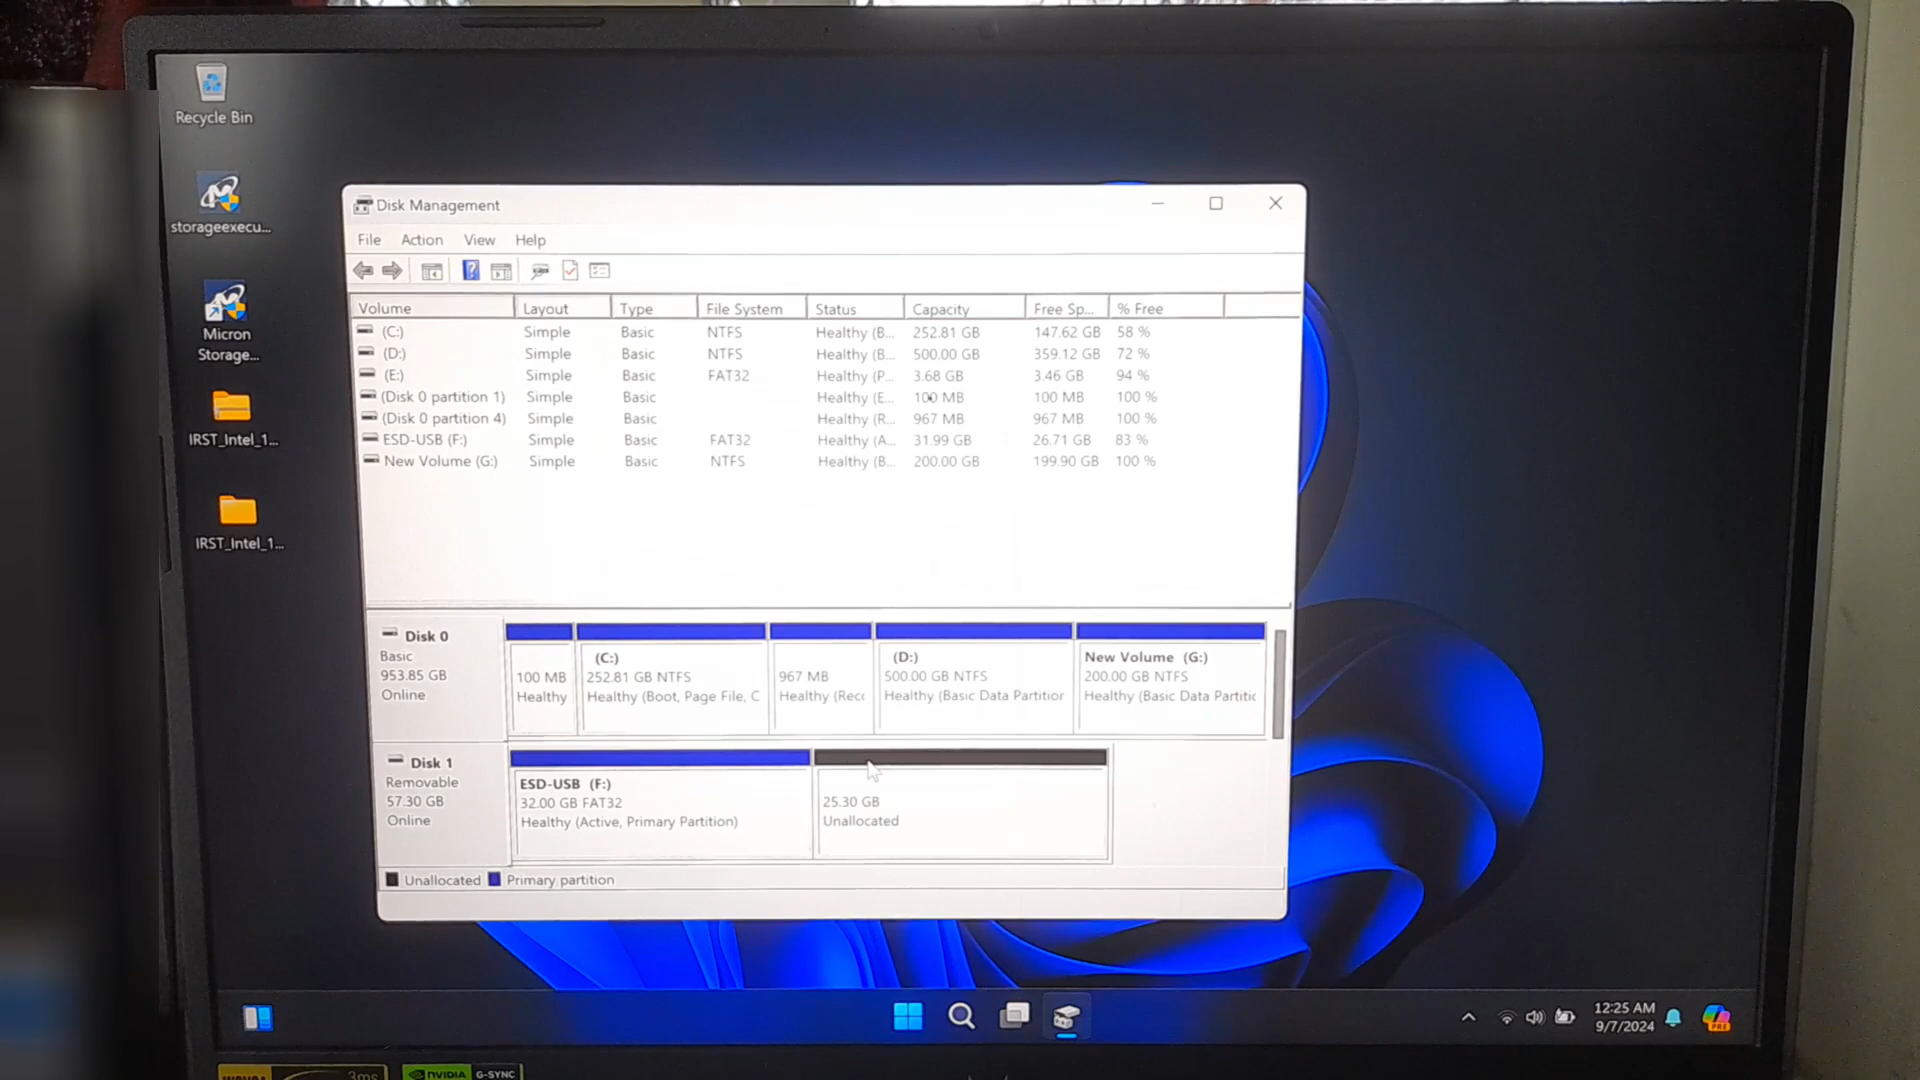 Recycle Bin
storageexecu...
Micron
Storage...
IRST_Intel_1...
IRST_Intel_1...
Disk Management
File Action View Help
Volume Layout Type File System Status Capacity Free Sp... % Free
(C:) Simple Basic NTFS Healthy (B... 252.81 GB 147.62 GB 58 %
(D:) Simple Basic NTFS Healthy (B... 500.00 GB 359.12 GB 72 %
(E:) Simple Basic FAT32 Healthy (P... 3.68 GB 3.46 GB 94 %
(Disk 0 partition 1) Simple Basic Healthy (E... 100 MB 100 MB 100 %
(Disk 0 partition 4) Simple Basic Healthy (R... 967 MB 967 MB 100 %
ESD-USB (F:) Simple Basic FAT32 Healthy (A... 31.99 GB 26.71 GB 83 %
New Volume (G:) Simple Basic NTFS Healthy (B... 200.00 GB 199.90 GB 100 %
Disk 0
Basic
953.85 GB
Online
100 MB
Healthy
(C:)
252.81 GB NTFS
Healthy (Boot, Page File, C
967 MB
Healthy (Recc
(D:)
500.00 GB NTFS
Healthy (Basic Data Partition
New Volume (G:)
200.00 GB NTFS
Healthy (Basic Data Partitic
Disk 1
Removable
57.30 GB
Online
ESD-USB (F:)
32.00 GB FAT32
Healthy (Active, Primary Partition)
25.30 GB
Unallocated
Unallocated Primary partition
12:25 AM
9/7/2024
PRE
3ms
NVIDIA G-SYNC